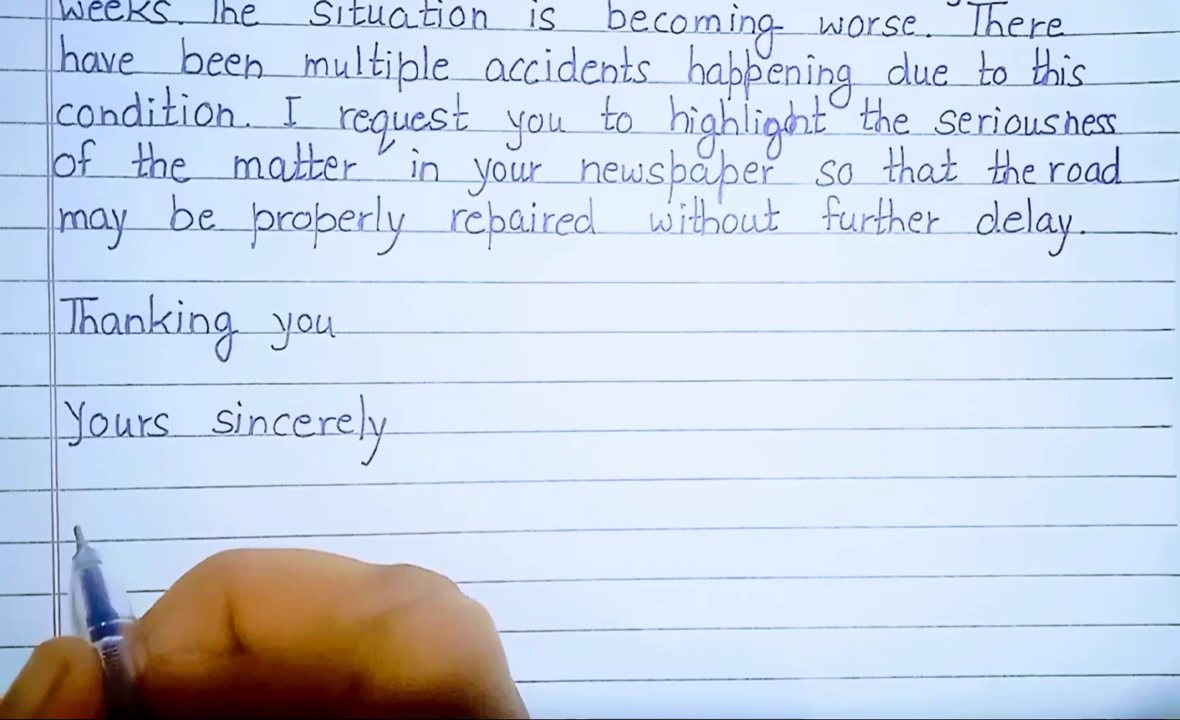 weeks. The situation is becoming worse. There
have been multiple accidents happening due to this
condition. I request you to highlight the seriousness
of the matter in your newspaper so that the road
may be properly repaired without further delay.
Thanking you
Yours sincerely